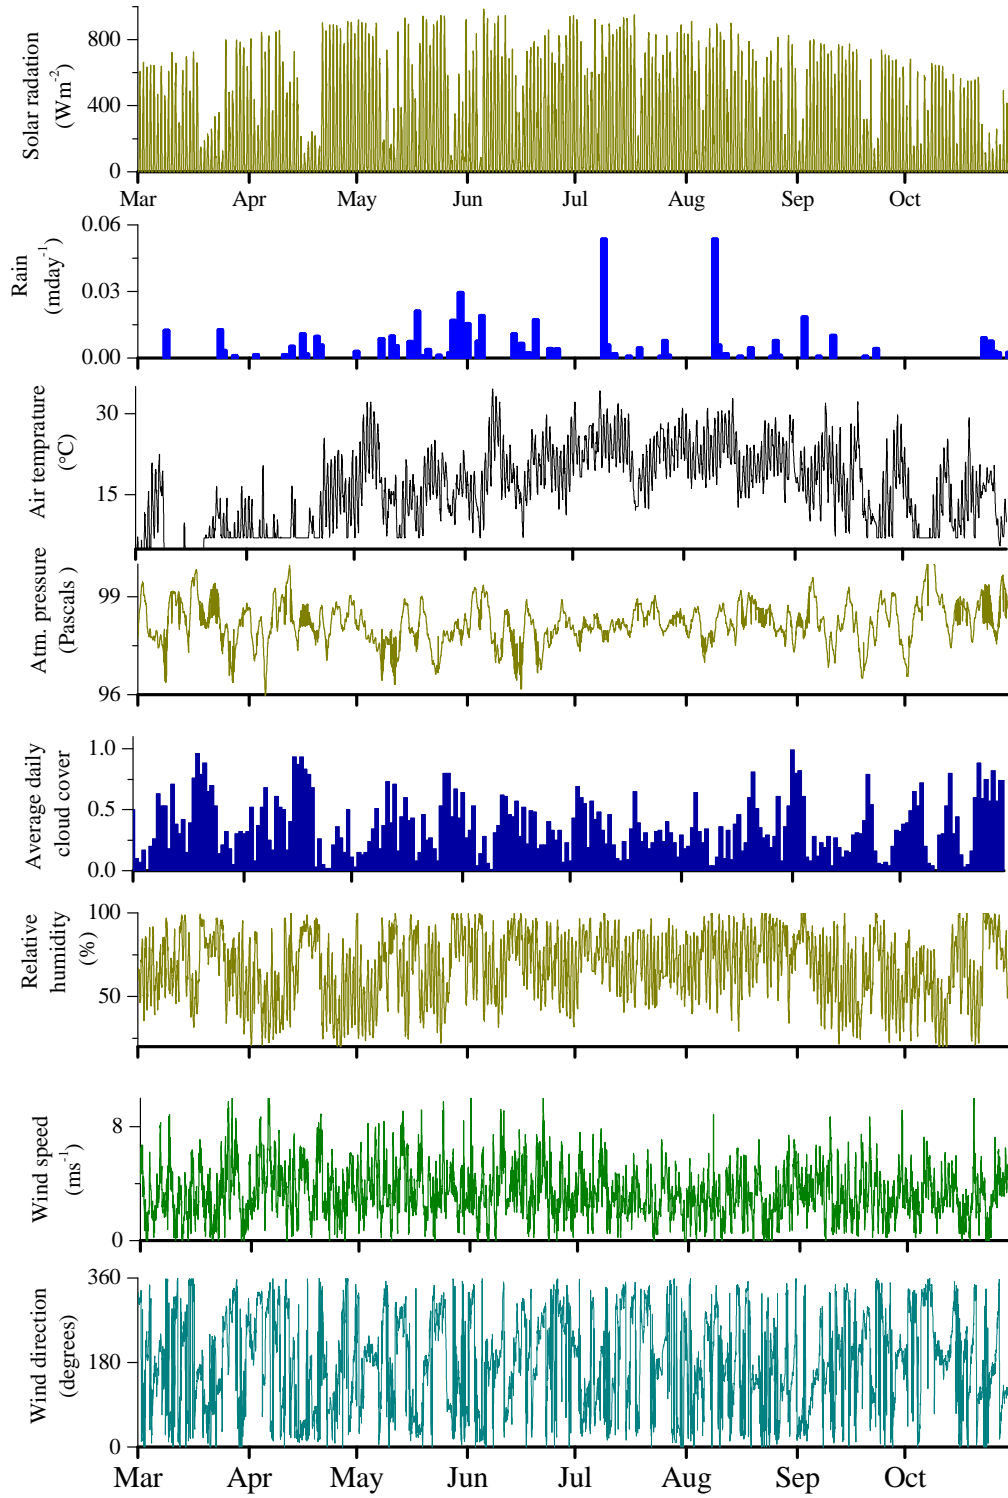 Solar radiation
(Wm-2)
800
400
0
Mar Apr May Jun Jul Aug Sep Oct
Rain
(mday-1)
0.06
0.03
0.00
Air temprature
(°C)
30
15
Atm. pressure
(Pascals )
99
96
Average daily
cloud cover
1.0
0.5
0.0
Relative
humidity
(%)
100
50
Wind speed
(ms-1)
8
0
Wind direction
(degrees)
360
180
0
Mar Apr May Jun Jul Aug Sep Oct